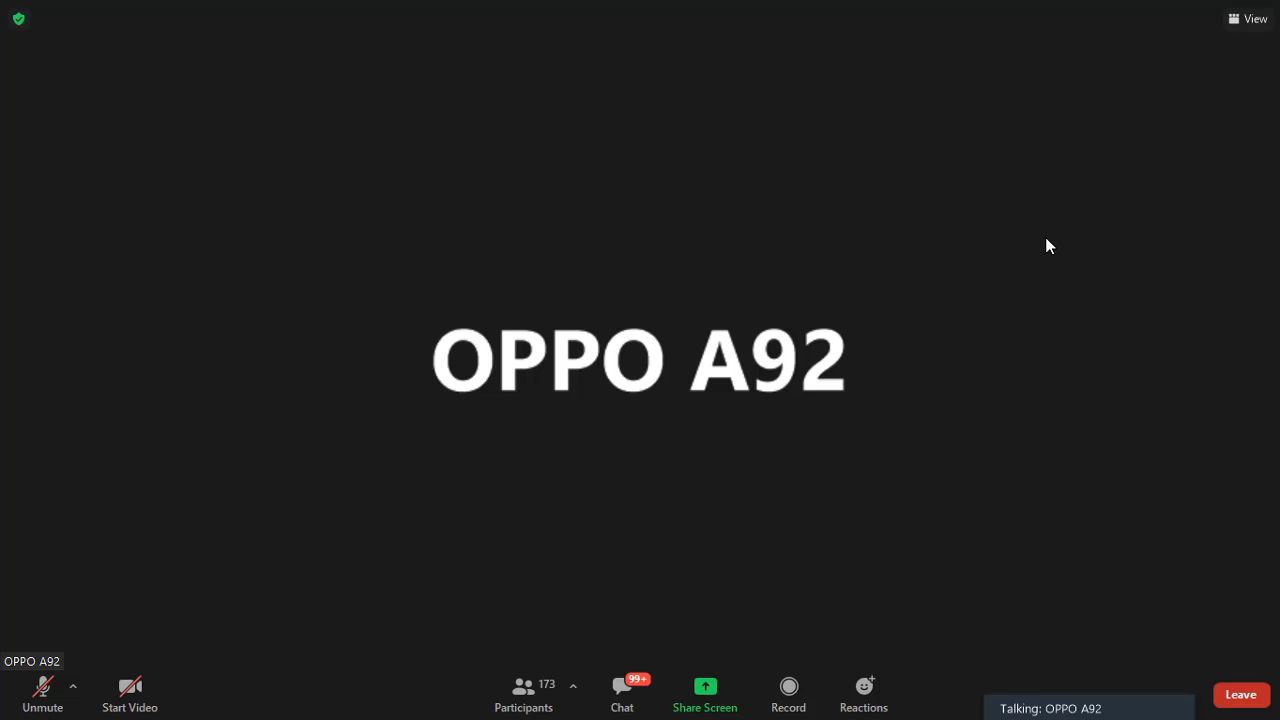 View
OPPO A92
OPPO A92
173
99+
Unmute
Start Video
Participants
Chat
Share Screen
Record
Reactions
Talking: OPPO A92
Leave